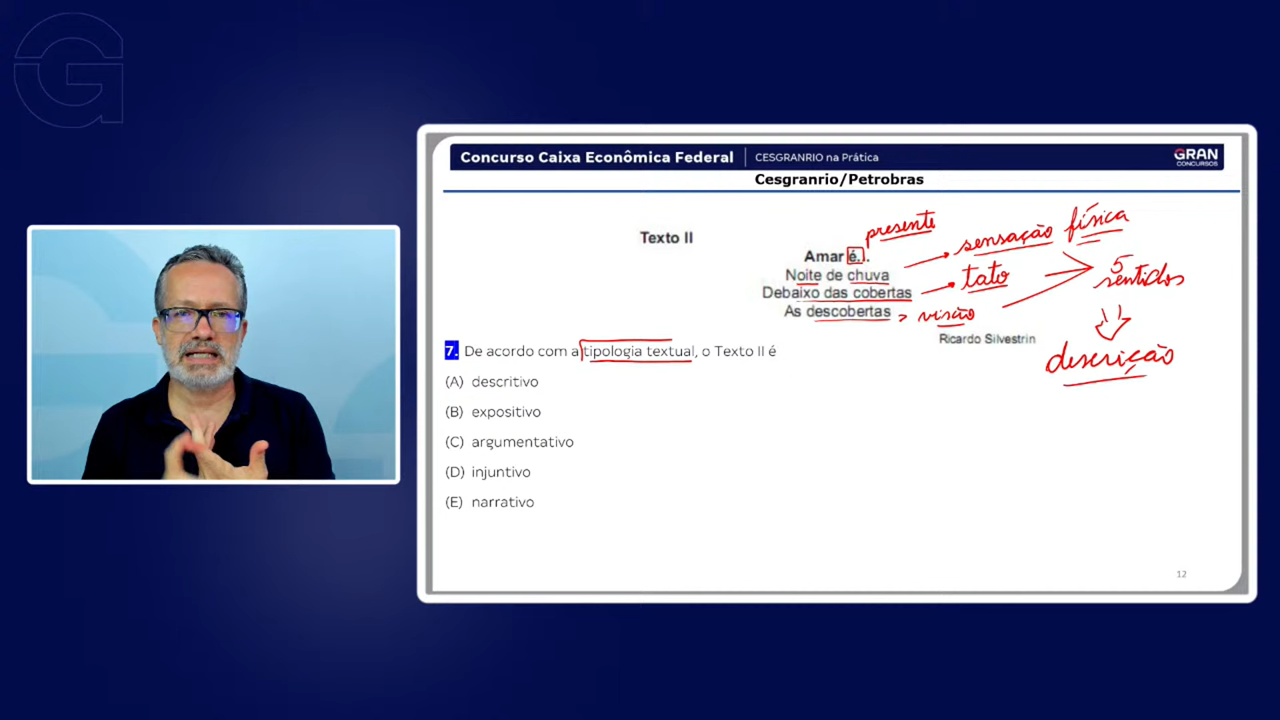 Concurso Caixa Econômica Federal | CESGRANRIO na Prática
GRAN
CONCURSOS
Cesgranrio/Petrobras
Texto II
Amar é...
Noite de chuva
Debaixo das cobertas
As descobertas
Ricardo Silvestrin
presente
sensação física
tato
visão
5 sentidos
descrição
7. De acordo com a tipologia textual, o Texto II é
(A) descritivo
(B) expositivo
(C) argumentativo
(D) injuntivo
(E) narrativo
12